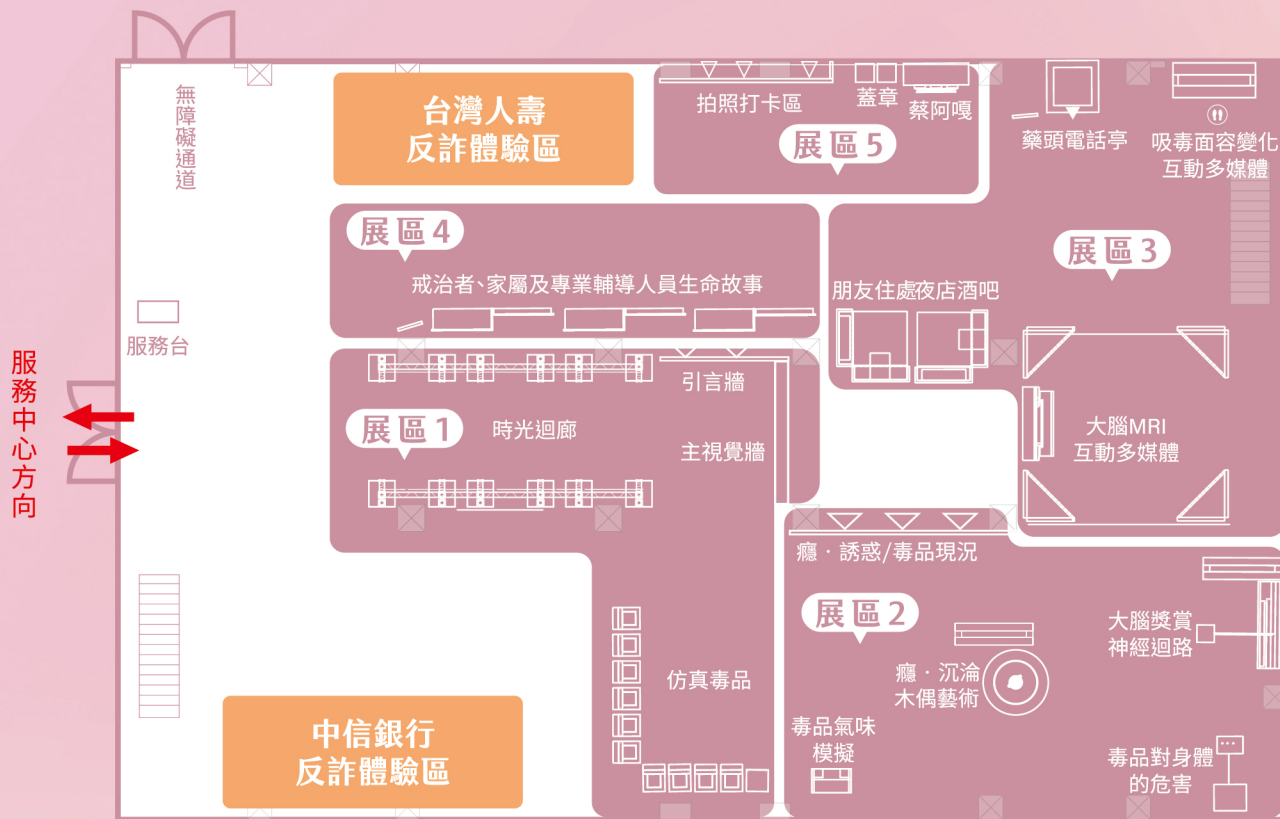 無障礙通道
台灣人壽
反詐體驗區
拍照打卡區
蓋章
蔡阿嘎
展區5
藥頭電話亭
吸毒面容變化
互動多媒體
展區4
戒治者、家屬及專業輔導人員生命故事
展區3
朋友住處
夜店酒吧
服務台
服務中心方向
引言牆
展區1
時光迴廊
主視覺牆
大腦MRI
互動多媒體
癮‧誘惑/毒品現況
展區2
大腦獎賞
神經迴路
仿真毒品
癮‧沉淪
木偶藝術
毒品氣味
模擬
毒品對身體
的危害
中信銀行
反詐體驗區